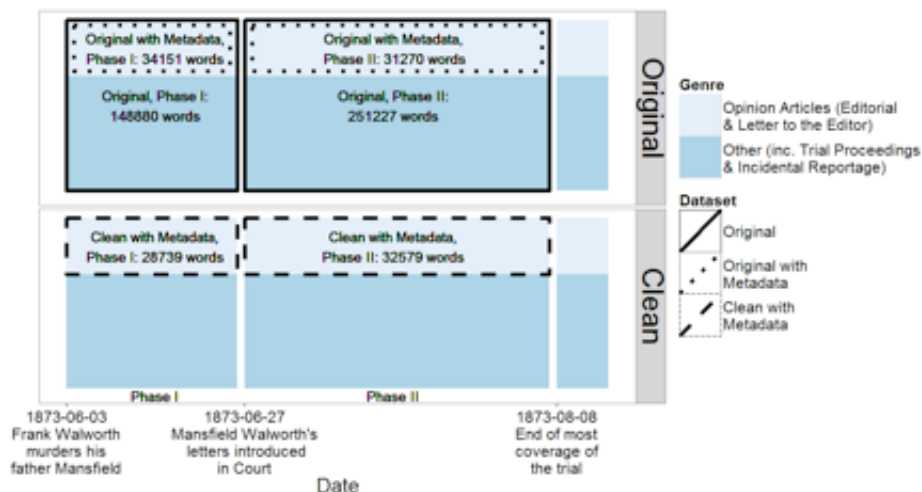 Original with Metadata,
Phase I: 34151 words
Original with Metadata,
Phase II: 31270 words
Original, Phase I:
148880 words
Original, Phase II:
251227 words
Original
Clean with Metadata,
Phase I: 28739 words
Clean with Metadata,
Phase II: 32579 words
Clean
Phase I
Phase II
1873-06-03
Frank Walworth
murders his
father Mansfield
1873-06-27
Mansfield Walworth's
letters introduced
in Court
1873-08-08
End of most
coverage of
the trial
Date
Genre
Opinion Articles (Editorial
& Letter to the Editor)
Other (inc. Trial Proceedings
& Incidental Reportage)
Dataset
Original
Original with
Metadata
Clean with
Metadata